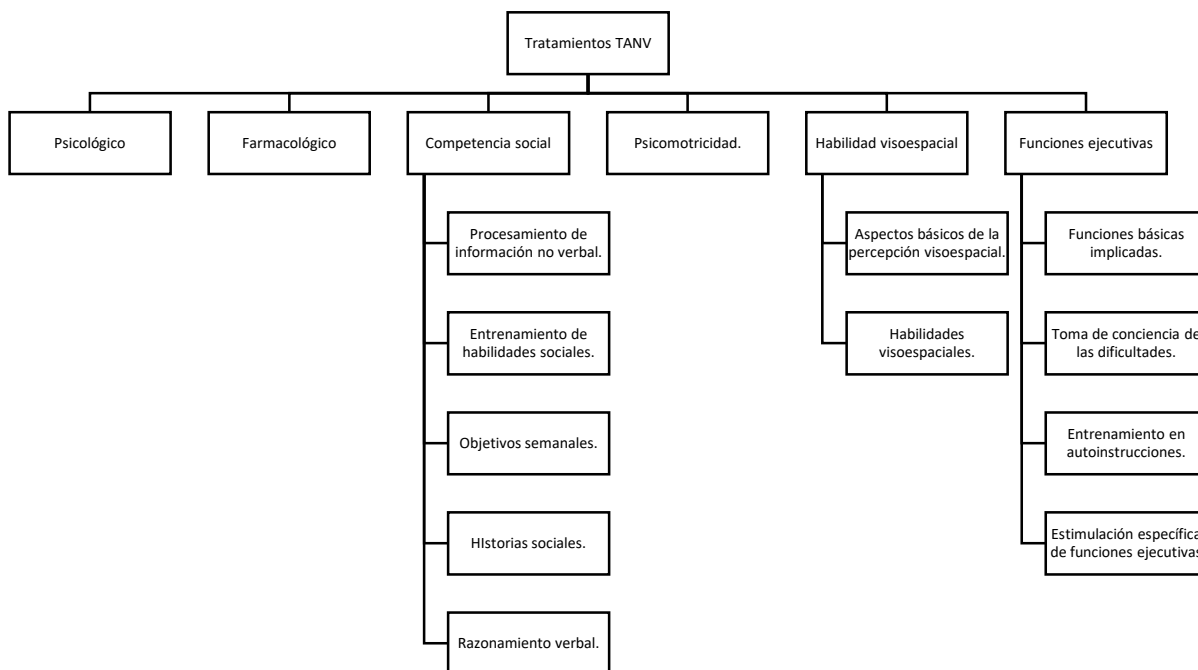 Tratamientos TANV
Psicológico
Farmacológico
Competencia social
Psicomotricidad.
Habilidad visoespacial
Funciones ejecutivas
Procesamiento de
información no verbal.
Entrenamiento de
habilidades sociales.
Objetivos semanales.
HIstorias sociales.
Razonamiento verbal.
Aspectos básicos de la
percepción visoespacial.
Habilidades
visoespaciales.
Funciones básicas
implicadas.
Toma de conciencia de
las dificultades.
Entrenamiento en
autoinstrucciones.
Estimulación específica
de funciones ejecutivas